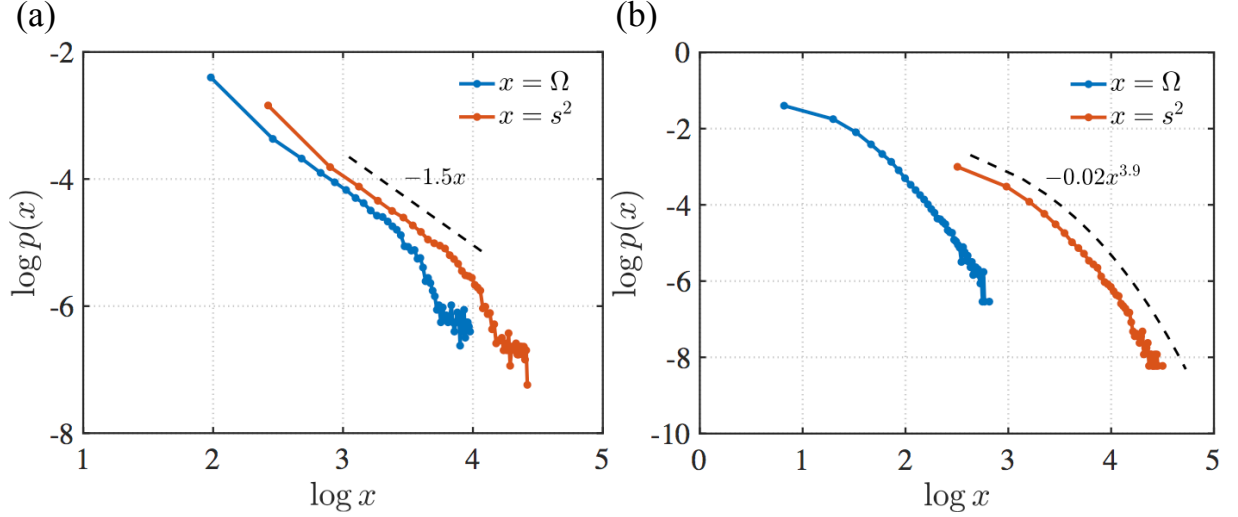 (a)
-2
-4
-6
-8
1 2 3 4 5
log x
log p(x)
x = Ω
x = s²
−1.5x
(b)
0
-2
-4
-6
-8
-10
0 1 2 3 4 5
log x
log p(x)
x = Ω
x = s²
−0.02x³·⁹